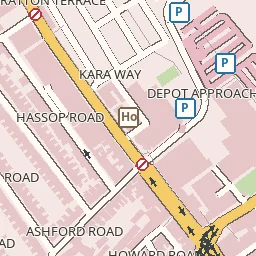 RATTON TERRACE
P
KARA WAY
P
DEPOT APPROACH
P
HASSOP ROAD
Ho
ROAD
ASHFORD ROAD
HOWARD ROAD